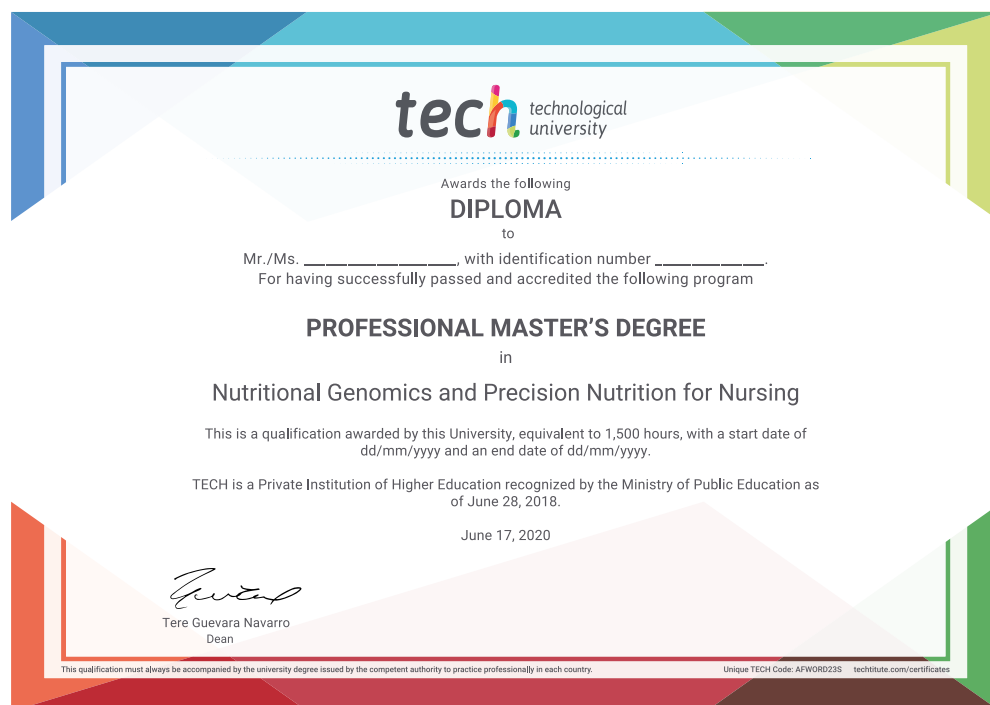 tech technological
university
Awards the following
DIPLOMA
to
Mr./Ms. _________________, with identification number ____________.
For having successfully passed and accredited the following program
PROFESSIONAL MASTER'S DEGREE
in
Nutritional Genomics and Precision Nutrition for Nursing
This is a qualification awarded by this University, equivalent to 1,500 hours, with a start date of
dd/mm/yyyy and an end date of dd/mm/yyyy.
TECH is a Private Institution of Higher Education recognized by the Ministry of Public Education as
of June 28, 2018.
June 17, 2020
Tere Guevara Navarro
Dean
This qualification must always be accompanied by the university degree issued by the competent authority to practice professionally in each country.
Unique TECH Code: AFWORD23S techtitute.com/certificates